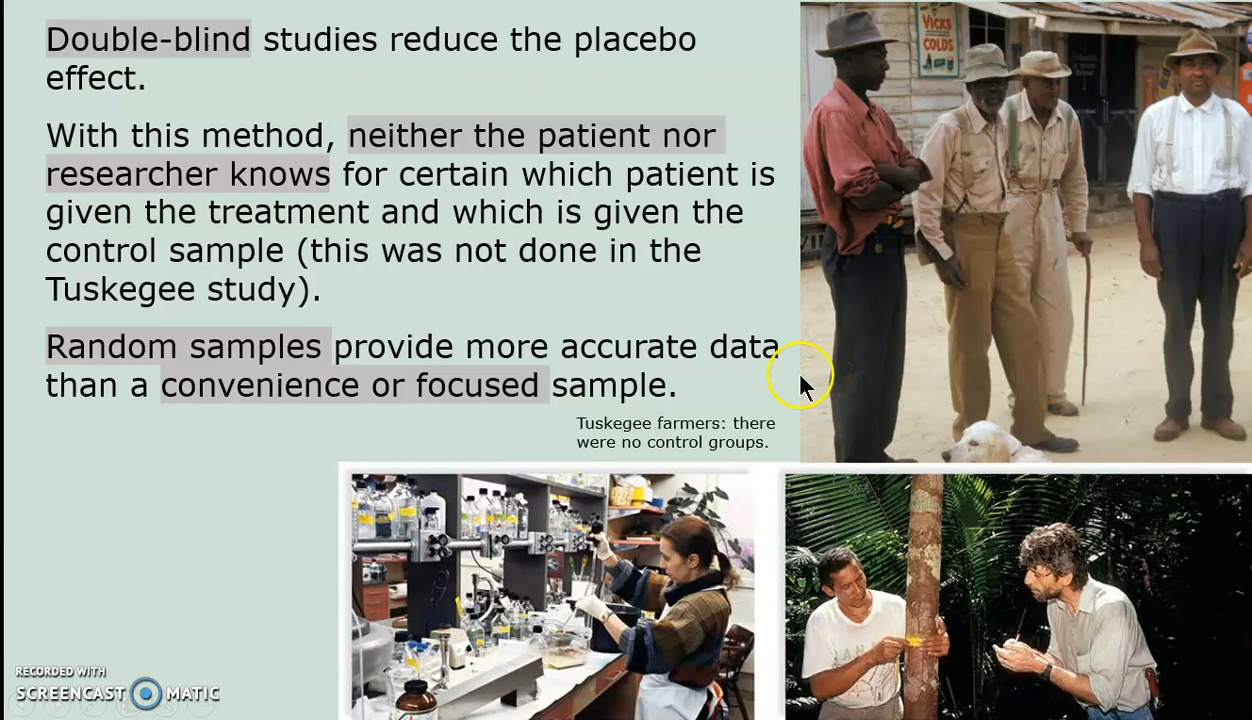 Double-blind studies reduce the placebo
effect.
With this method, neither the patient nor
researcher knows for certain which patient is
given the treatment and which is given the
control sample (this was not done in the
Tuskegee study).
Random samples provide more accurate data
than a convenience or focused sample.
Tuskegee farmers: there
were no control groups.
VICKS
COLDS
RECORDED WITH
SCREENCAST MATIC